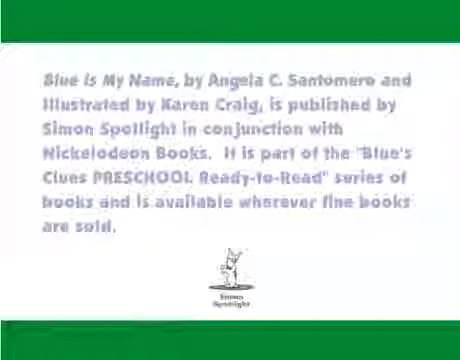 Blue Is My Name, by Angela C. Santomero and
Illustrated by Karen Craig, is published by
Simon Spotlight in conjunction with
Nickelodeon Books. It is part of the "Blue's
Clues PRESCHOOL Ready-to-Read" series of
books and is available wherever fine books
are sold.
Simon
Spotlight